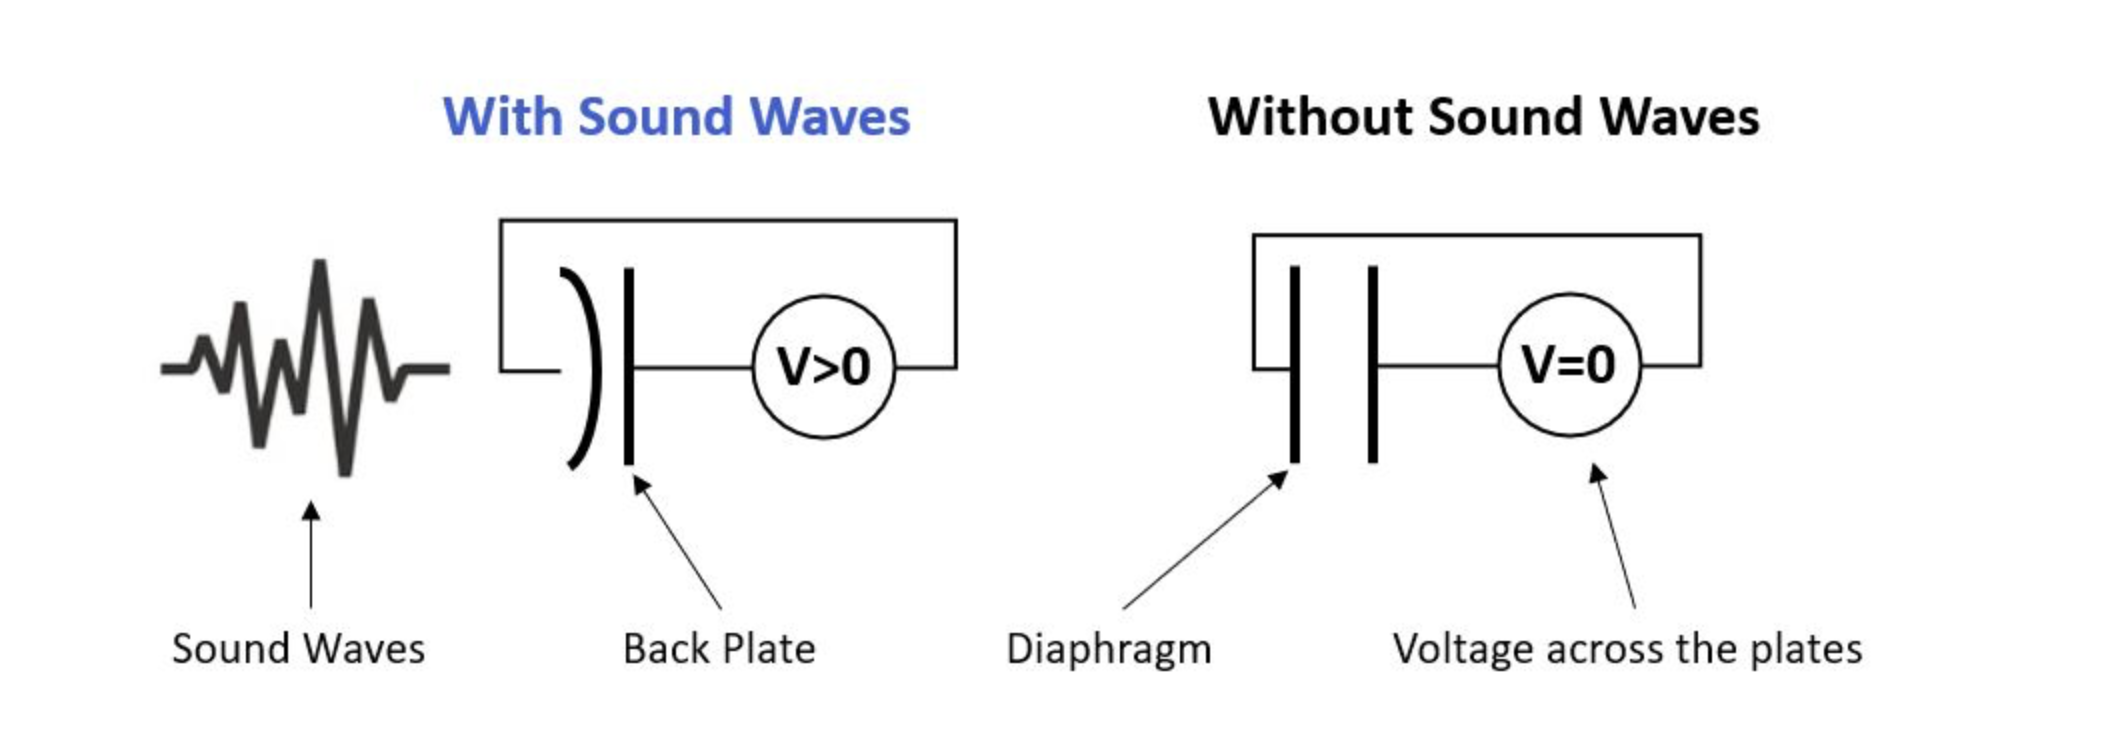 With Sound Waves
Without Sound Waves
V>0
V=0
Sound Waves
Back Plate
Diaphragm
Voltage across the plates